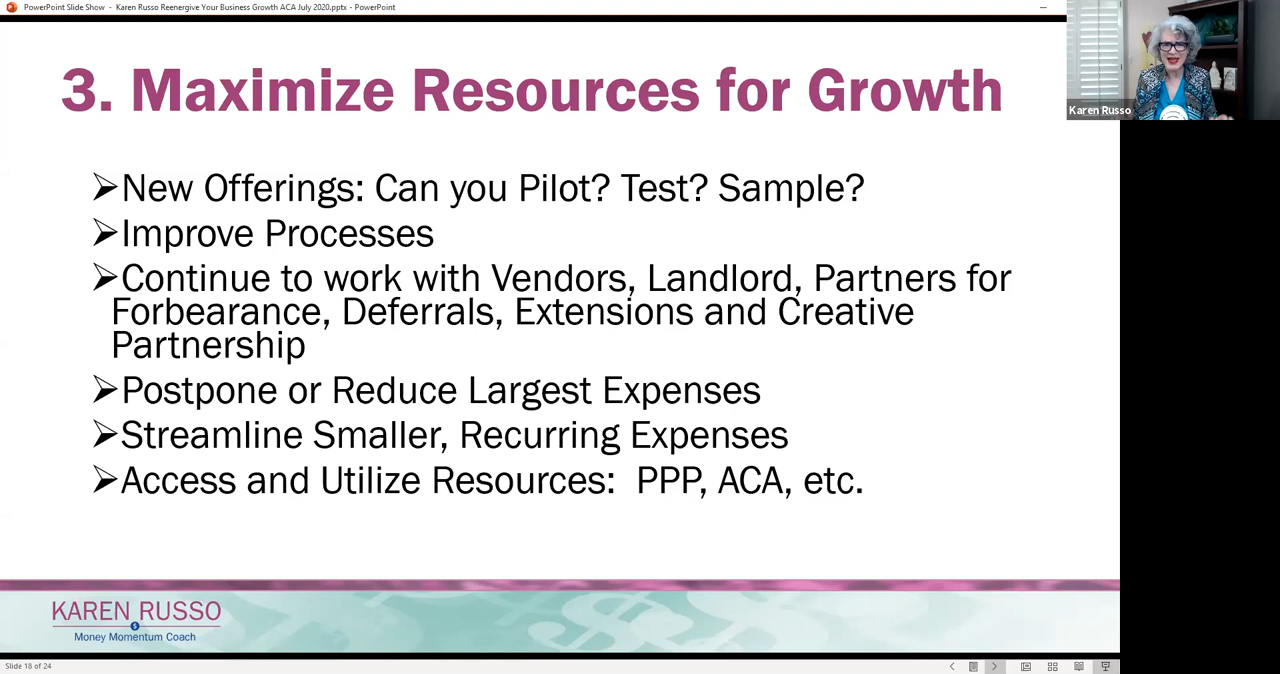 PowerPoint Slide Show - Karen Russo Reenergive Your Business Growth ACA July 2020.pptx - PowerPoint
3. Maximize Resources for Growth
Karen Russo
➢New Offerings: Can you Pilot? Test? Sample?
➢Improve Processes
➢Continue to work with Vendors, Landlord, Partners for
Forbearance, Deferrals, Extensions and Creative
Partnership
➢Postpone or Reduce Largest Expenses
➢Streamline Smaller, Recurring Expenses
➢Access and Utilize Resources:  PPP, ACA, etc.
KAREN RUSSO
$
Money Momentum Coach
Slide 18 of 24